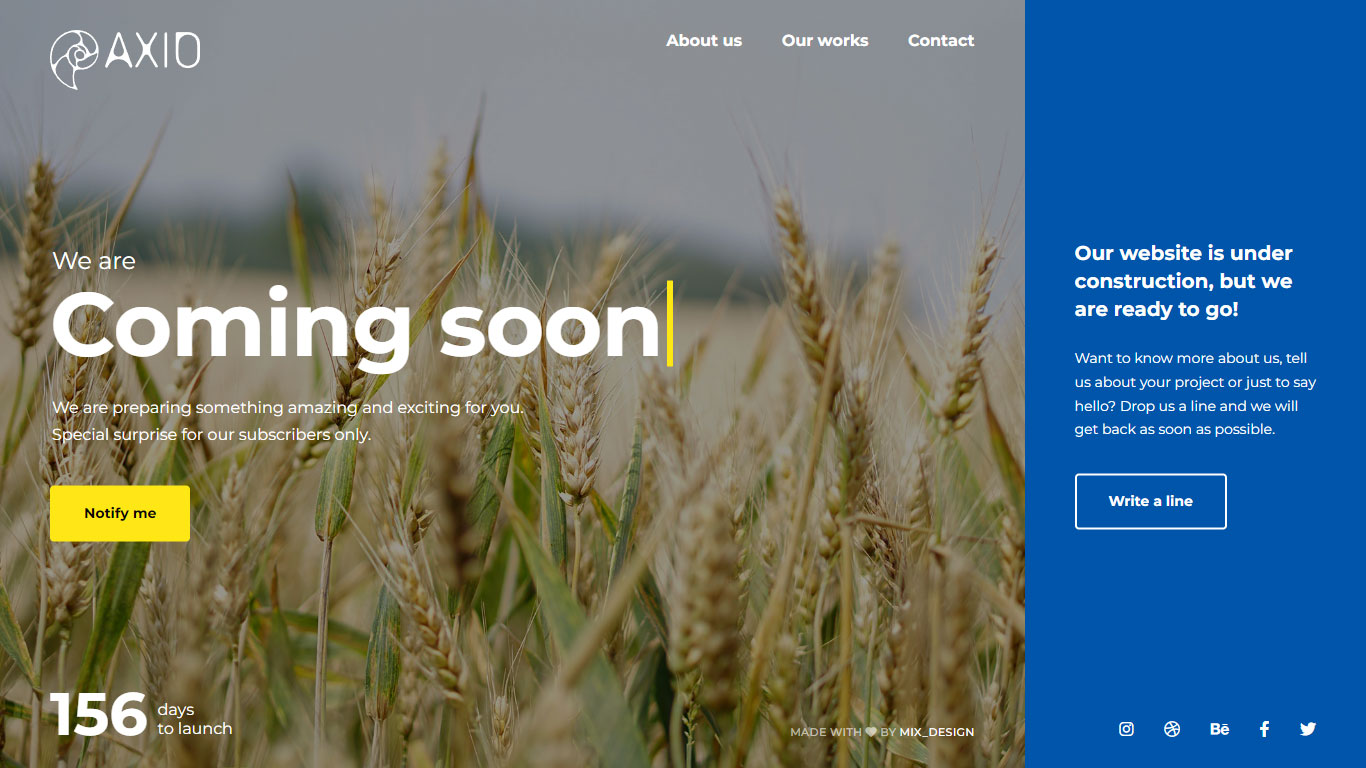 AXID
About us Our works Contact
We are
Coming soon
We are preparing something amazing and exciting for you.
Special surprise for our subscribers only.
Notify me
156 days
to launch
MADE WITH BY MIX_DESIGN
Our website is under
construction, but we
are ready to go!
Want to know more about us, tell
us about your project or just to say
hello? Drop us a line and we will
get back as soon as possible.
Write a line
Bē